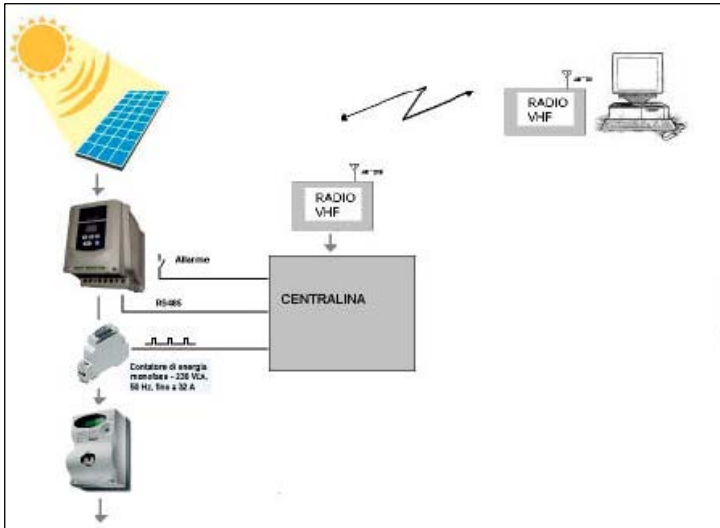 RADIO
VHF
RADIO
VHF
Allarme
CENTRALINA
RS485
Contatore di energia
monofase - 230 VCA,
50 Hz, fino a 32 A